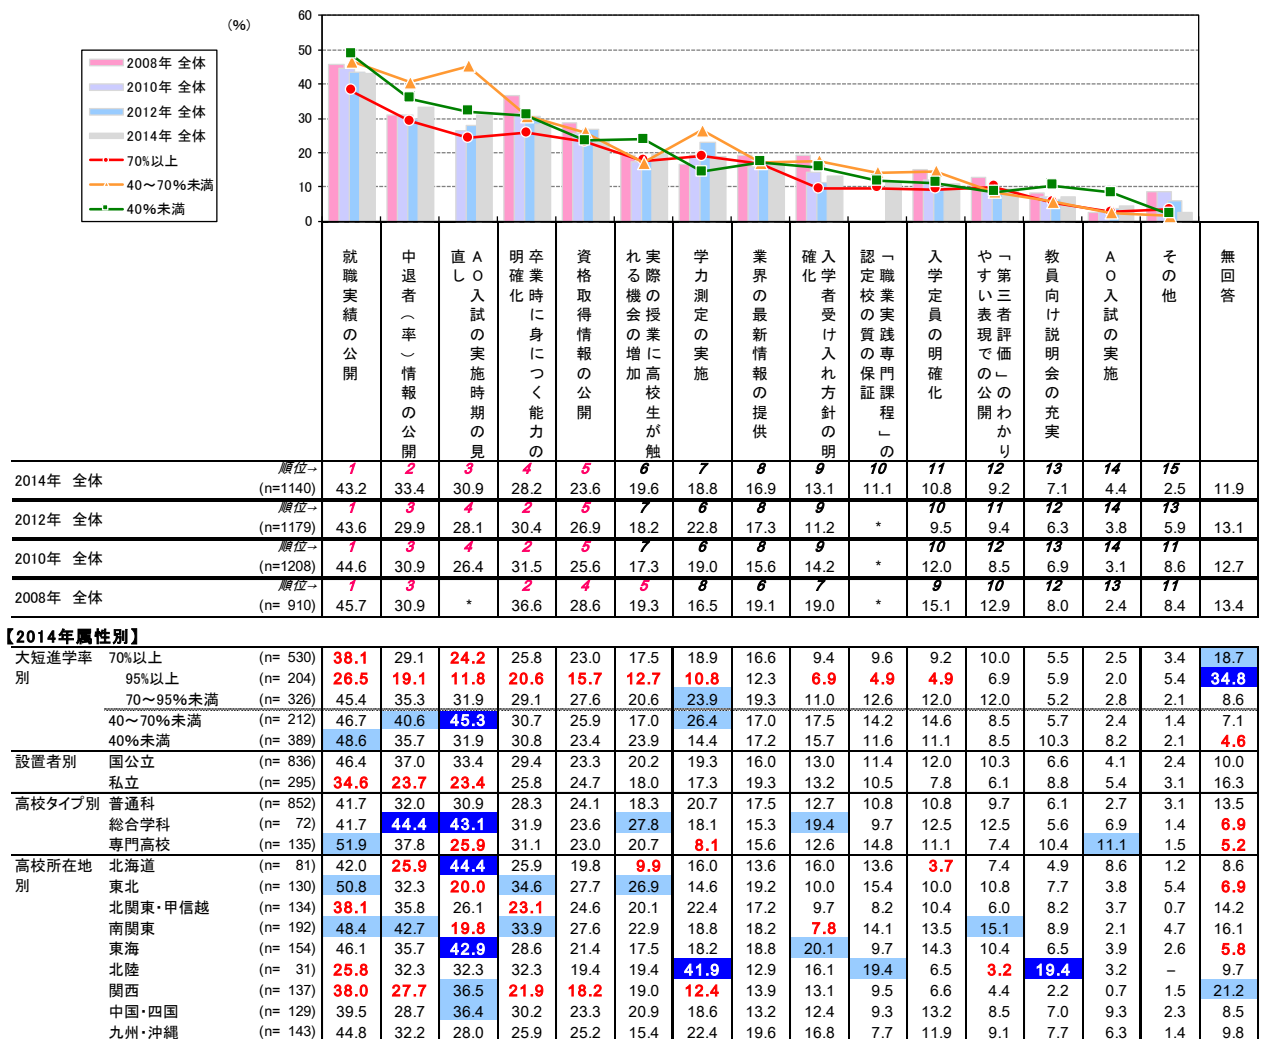 (%)
60
50
40
30
20
10
0
2008年 全体
2010年 全体
2012年 全体
2014年 全体
70%以上
40～70%未満
40%未満
就職実績の公開
中退者(率)情報の公開
AO入試の実施時期の見
直し
卒業時に身につく能力の
明確化
資格取得情報の公開
実際の授業に高校生が触
れる機会の増加
学力測定の実施
業界の最新情報の提供
入学者受け入れ方針の明
確化
「職業実践専門課程」の
認定校の質の保証
入学定員の明確化
「第三者評価」のわかり
やすい表現での公開
教員向け説明会の充実
AO入試の実施
その他
無回答
順位→ 1 2 3 4 5 6 7 8 9 10 11 12 13 14 15
2014年 全体 (n=1140) 43.2 33.4 30.9 28.2 23.6 19.6 18.8 16.9 13.1 11.1 10.8 9.2 7.1 4.4 2.5 11.9
順位→ 1 3 4 2 5 7 6 8 9 10 11 12 14 13
2012年 全体 (n=1179) 43.6 29.9 28.1 30.4 26.9 18.2 22.8 17.3 11.2 * 9.5 9.4 6.3 3.8 5.9 13.1
順位→ 1 3 4 2 5 7 6 8 9 10 12 13 14 11
2010年 全体 (n=1208) 44.6 30.9 26.4 31.5 25.6 17.3 19.0 15.6 14.2 * 12.0 8.5 6.9 3.1 8.6 12.7
順位→ 1 3 2 4 5 8 6 7 9 10 12 13 11
2008年 全体 (n= 910) 45.7 30.9 * 36.6 28.6 19.3 16.5 19.1 19.0 * 15.1 12.9 8.0 2.4 8.4 13.4
【2014年属性別】
大短進学率 70%以上 (n= 530) 38.1 29.1 24.2 25.8 23.0 17.5 18.9 16.6 9.4 9.6 9.2 10.0 5.5 2.5 3.4 18.7
別 95%以上 (n= 204) 26.5 19.1 11.8 20.6 15.7 12.7 10.8 12.3 6.9 4.9 4.9 6.9 5.9 2.0 5.4 34.8
70～95%未満 (n= 326) 45.4 35.3 31.9 29.1 27.6 20.6 23.9 19.3 11.0 12.6 12.0 12.0 5.2 2.8 2.1 8.6
40～70%未満 (n= 212) 46.7 40.6 45.3 30.7 25.9 17.0 26.4 17.0 17.5 14.2 14.6 8.5 5.7 2.4 1.4 7.1
40%未満 (n= 389) 48.6 35.7 31.9 30.8 23.4 23.9 14.4 17.2 15.7 11.6 11.1 8.5 10.3 8.2 2.1 4.6
設置者別 国公立 (n= 836) 46.4 37.0 33.4 29.4 23.3 20.2 19.3 16.0 13.0 11.4 12.0 10.3 6.6 4.1 2.4 10.0
私立 (n= 295) 34.6 23.7 23.4 25.8 24.7 18.0 17.3 19.3 13.2 10.5 7.8 6.1 8.8 5.4 3.1 16.3
高校タイプ別 普通科 (n= 852) 41.7 32.0 30.9 28.3 24.1 18.3 20.7 17.5 12.7 10.8 10.8 9.7 6.1 2.7 3.1 13.5
総合学科 (n= 72) 41.7 44.4 43.1 31.9 23.6 27.8 18.1 15.3 19.4 9.7 12.5 12.5 5.6 6.9 1.4 6.9
専門高校 (n= 135) 51.9 37.8 25.9 31.1 23.0 20.7 8.1 15.6 12.6 14.8 11.1 7.4 10.4 11.1 1.5 5.2
高校所在地 北海道 (n= 81) 42.0 25.9 44.4 25.9 19.8 9.9 16.0 13.6 16.0 13.6 3.7 7.4 4.9 8.6 1.2 8.6
別 東北 (n= 130) 50.8 32.3 20.0 34.6 27.7 26.9 14.6 19.2 10.0 15.4 10.0 10.8 7.7 3.8 5.4 6.9
北関東・甲信越 (n= 134) 38.1 35.8 26.1 23.1 24.6 20.1 22.4 17.2 9.7 8.2 10.4 6.0 8.2 3.7 0.7 14.2
南関東 (n= 192) 48.4 42.7 19.8 33.9 27.6 22.9 18.8 18.2 7.8 14.1 13.5 15.1 8.9 2.1 4.7 16.1
東海 (n= 154) 46.1 35.7 42.9 28.6 21.4 17.5 18.2 18.8 20.1 9.7 14.3 10.4 6.5 3.9 2.6 5.8
北陸 (n= 31) 25.8 32.3 32.3 32.3 19.4 19.4 41.9 12.9 16.1 19.4 6.5 3.2 19.4 3.2 – 9.7
関西 (n= 137) 38.0 27.7 36.5 21.9 18.2 19.0 12.4 13.9 13.1 9.5 6.6 4.4 2.2 0.7 1.5 21.2
中国・四国 (n= 129) 39.5 28.7 36.4 30.2 23.3 20.9 18.6 13.2 12.4 9.3 13.2 8.5 7.0 9.3 2.3 8.5
九州・沖縄 (n= 143) 44.8 32.2 28.0 25.9 25.2 15.4 22.4 19.6 16.8 7.7 11.9 9.1 7.7 6.3 1.4 9.8